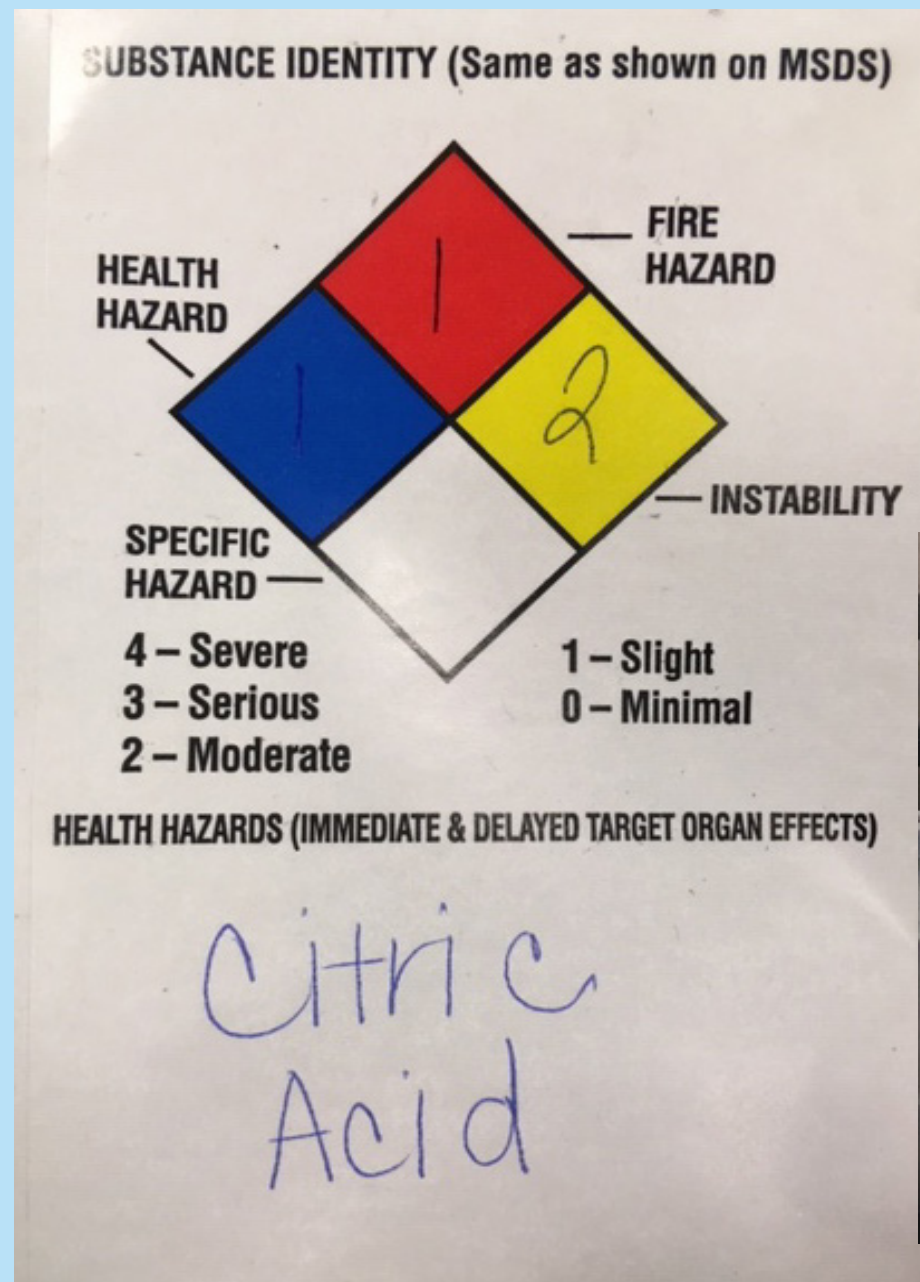 SUBSTANCE IDENTITY (Same as shown on MSDS)
FIRE
HAZARD
HEALTH
HAZARD
1
1
2
INSTABILITY
SPECIFIC
HAZARD
4 – Severe
3 – Serious
2 – Moderate
1 – Slight
0 – Minimal
HEALTH HAZARDS (IMMEDIATE & DELAYED TARGET ORGAN EFFECTS)
Citric
Acid